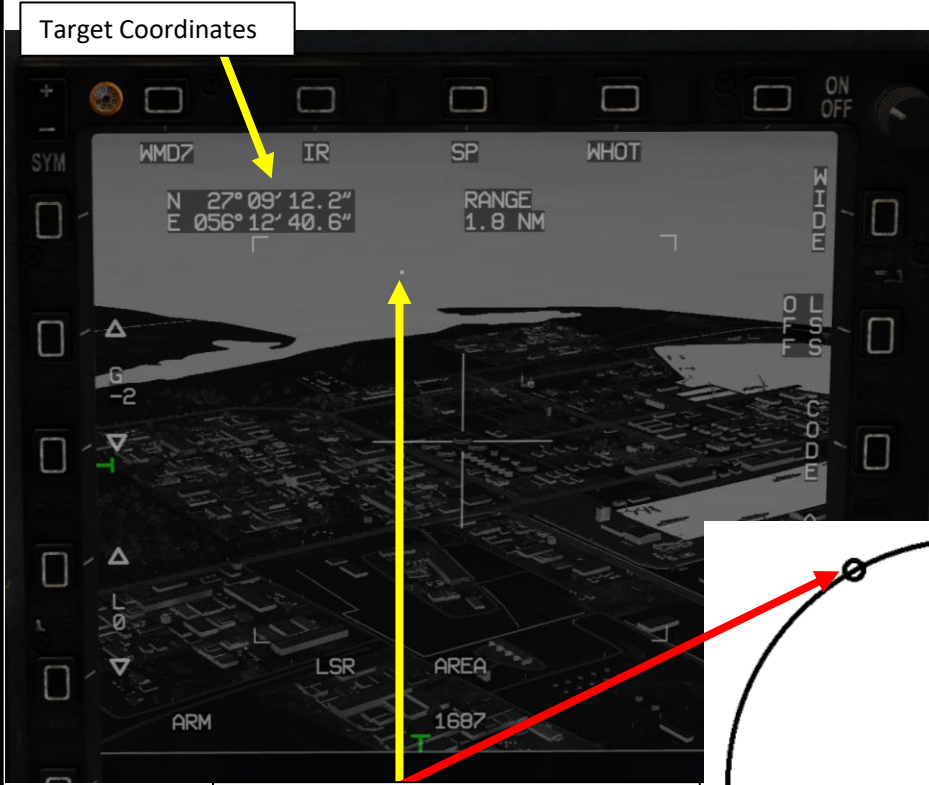 Target Coordinates
+
-
SYM
ON
OFF
WMD7 IR SP WHOT
N 27°09'12.2"
E 056°12'40.6"
RANGE
1.8 NM
WIDE
G
-2
OFF
LSS
CODE
L
0
LSR AREA
ARM 1687